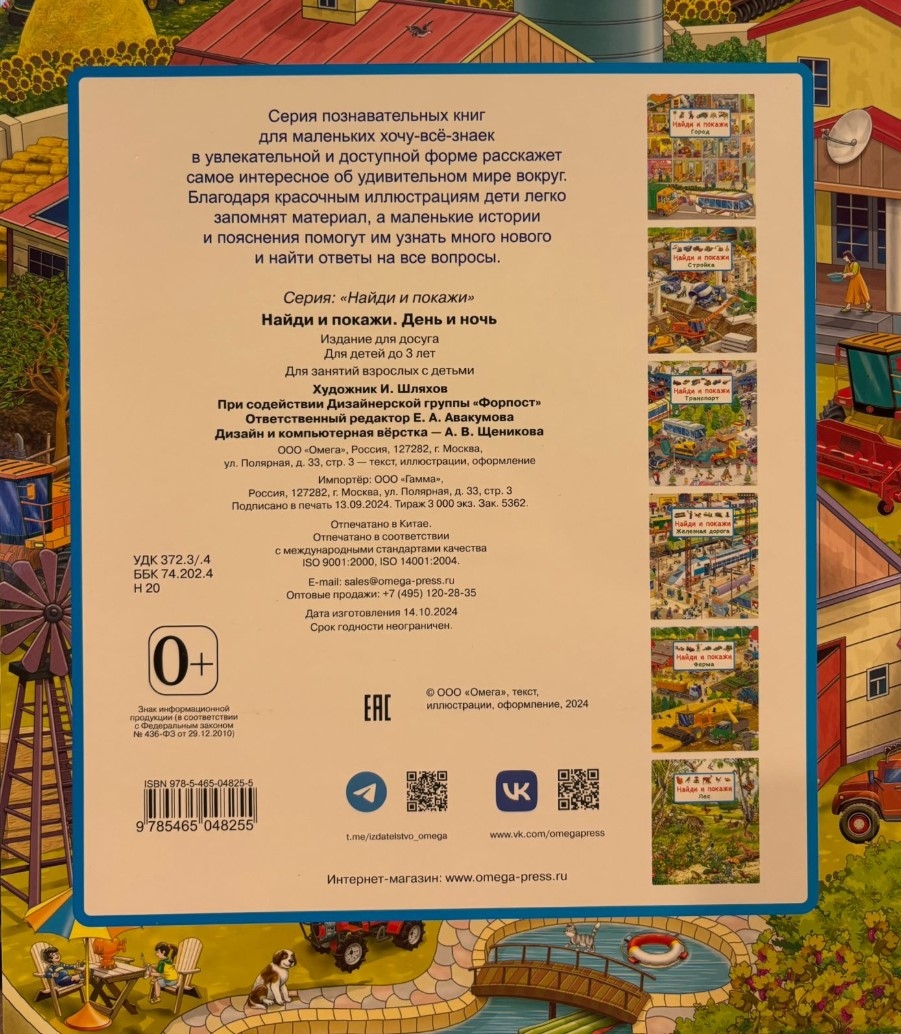 Серия познавательных книг
для маленьких хочу-всё-знаек
в увлекательной и доступной форме расскажет
самое интересное об удивительном мире вокруг.
Благодаря красочным иллюстрациям дети легко
запомнят материал, а маленькие истории
и пояснения помогут им узнать много нового
и найти ответы на все вопросы.
Серия: «Найди и покажи»
Найди и покажи. День и ночь
Издание для досуга
Для детей до 3 лет
Для занятий взрослых с детьми
Художник И. Шляхов
При содействии Дизайнерской группы «Форпост»
Ответственный редактор Е. А. Авакумова
Дизайн и компьютерная вёрстка — А. В. Щеникова
ООО «Омега», Россия, 127282, г. Москва,
ул. Полярная, д. 33, стр. 3 — текст, иллюстрации, оформление
Импортёр: ООО «Гамма»,
Россия, 127282, г. Москва, ул. Полярная, д. 33, стр. 3
Подписано в печать 13.09.2024. Тираж 3 000 экз. Зак. 5362.
Отпечатано в Китае.
Отпечатано в соответствии
с международными стандартами качества
ISO 9001:2000, ISO 14001:2004.
E-mail: sales@omega-press.ru
Оптовые продажи: +7 (495) 120-28-35
Дата изготовления 14.10.2024
Срок годности неограничен.
УДК 372.3/.4
ББК 74.202.4
Н 20
0+
Знак информационной
продукции (в соответствии
с Федеральным законом
№ 436-ФЗ от 29.12.2010)
ЕАС
© ООО «Омега», текст,
иллюстрации, оформление, 2024
ISBN 978-5-465-04825-5
9 785465 048255
t.me/izdatelstvo_omega
www.vk.com/omegapress
Интернет-магазин: www.omega-press.ru
Найди и покажи
Город
Найди и покажи
Стройка
Найди и покажи
Транспорт
Найди и покажи
Железная дорога
Найди и покажи
Ферма
Найди и покажи
Лес